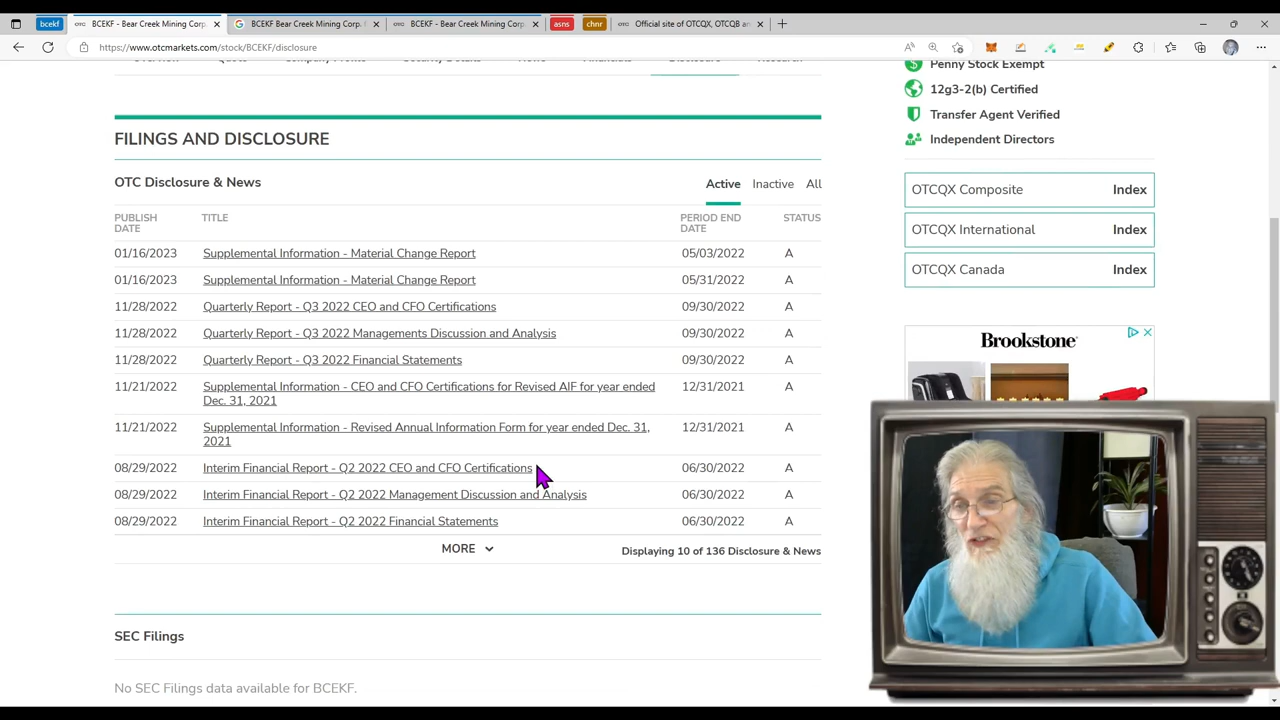 bcekf
BCEKF - Bear Creek Mining Corp.
BCEKF Bear Creek Mining Corp.
BCEKF - Bear Creek Mining Corp.
asns
chnr
Official site of OTCQX, OTCQB
https://www.otcmarkets.com/stock/BCEKF/disclosure
Penny Stock Exempt
12g3-2(b) Certified
Transfer Agent Verified
Independent Directors
FILINGS AND DISCLOSURE
OTC Disclosure & News
Active Inactive All
PUBLISH DATE TITLE PERIOD END DATE STATUS
01/16/2023 Supplemental Information - Material Change Report 05/03/2022 A
01/16/2023 Supplemental Information - Material Change Report 05/31/2022 A
11/28/2022 Quarterly Report - Q3 2022 CEO and CFO Certifications 09/30/2022 A
11/28/2022 Quarterly Report - Q3 2022 Managements Discussion and Analysis 09/30/2022 A
11/28/2022 Quarterly Report - Q3 2022 Financial Statements 09/30/2022 A
11/21/2022 Supplemental Information - CEO and CFO Certifications for Revised AIF for year ended 12/31/2021 A
Dec. 31, 2021
11/21/2022 Supplemental Information - Revised Annual Information Form for year ended Dec. 31, 12/31/2021 A
2021
08/29/2022 Interim Financial Report - Q2 2022 CEO and CFO Certifications 06/30/2022 A
08/29/2022 Interim Financial Report - Q2 2022 Management Discussion and Analysis 06/30/2022 A
08/29/2022 Interim Financial Report - Q2 2022 Financial Statements 06/30/2022 A
MORE
Displaying 10 of 136 Disclosure & News
SEC Filings
No SEC Filings data available for BCEKF.
OTCQX Composite Index
OTCQX International Index
OTCQX Canada Index
Brookstone